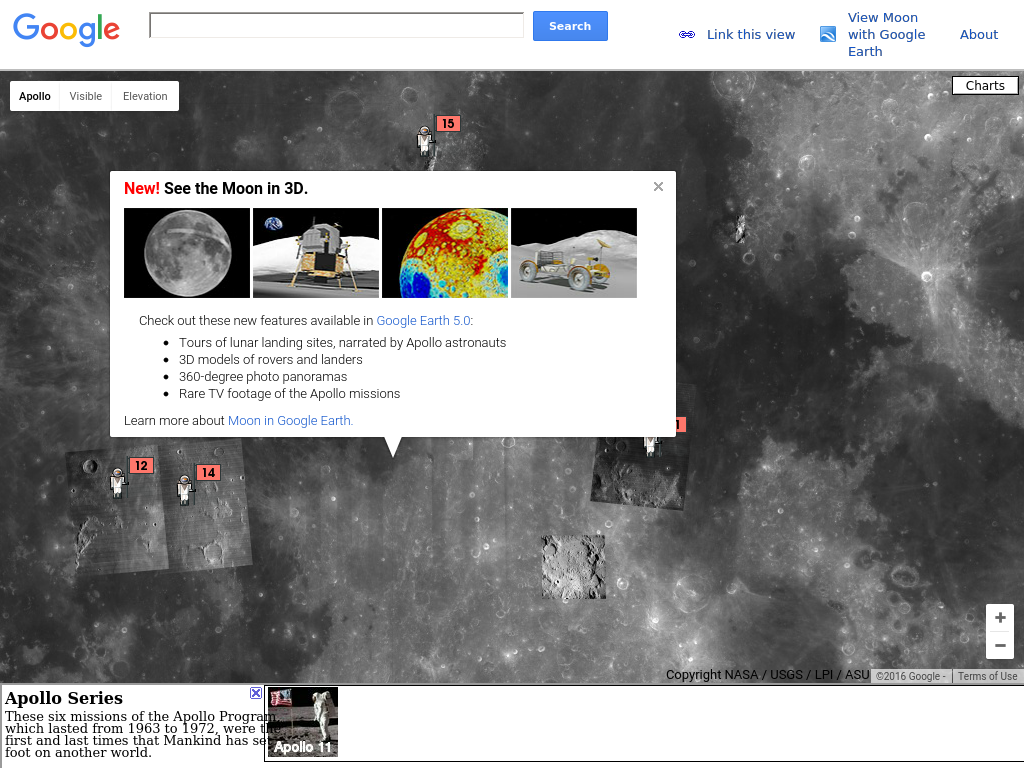 Google
Search
Link this view
View Moon
with Google
Earth
About
Apollo
Visible
Elevation
Charts
15
New! See the Moon in 3D.
Check out these new features available in Google Earth 5.0:
Tours of lunar landing sites, narrated by Apollo astronauts
3D models of rovers and landers
360-degree photo panoramas
Rare TV footage of the Apollo missions
Learn more about Moon in Google Earth.
12
14
+
−
Copyright NASA / USGS / LPI / ASU
©2016 Google -
Terms of Use
Apollo Series
These six missions of the Apollo Program,
which lasted from 1963 to 1972, were the
first and last times that Mankind has set
foot on another world.
Apollo 11